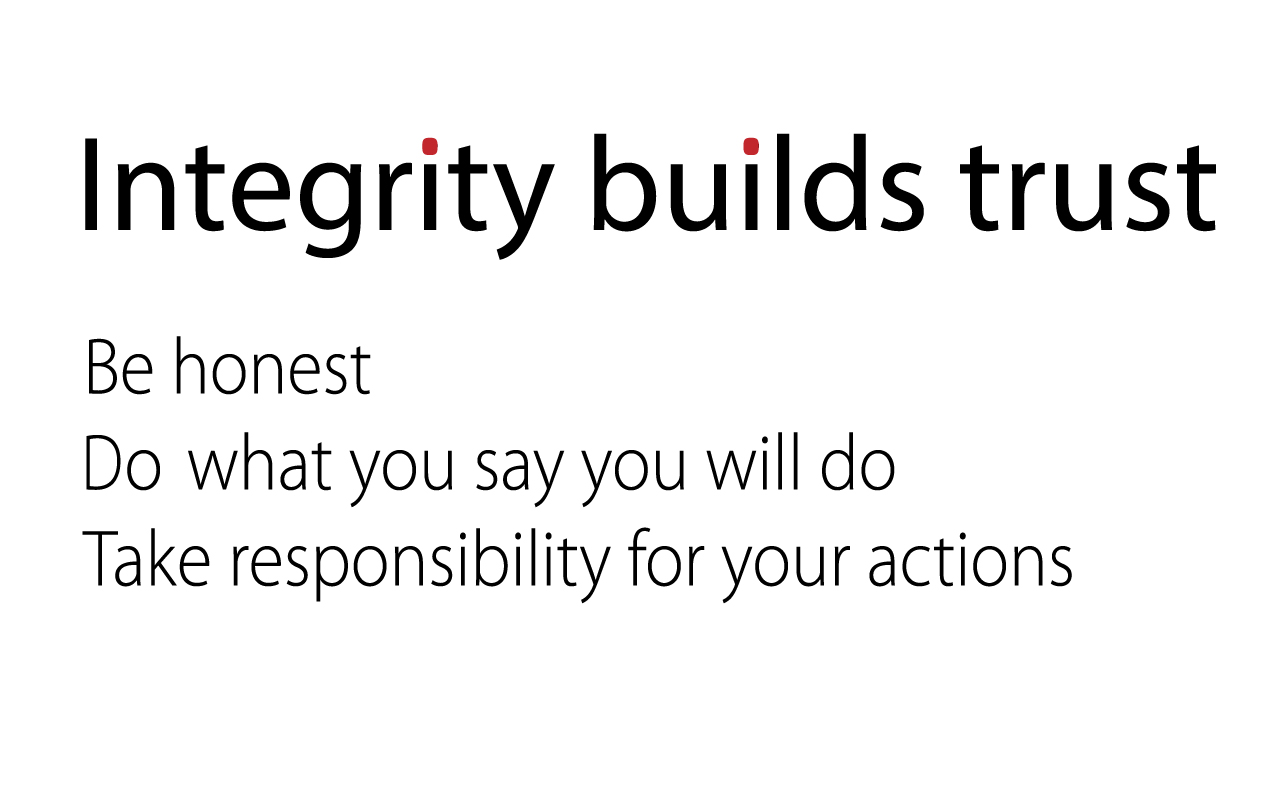 Integrity builds trust
Be honest
Do what you say you will do
Take responsibility for your actions